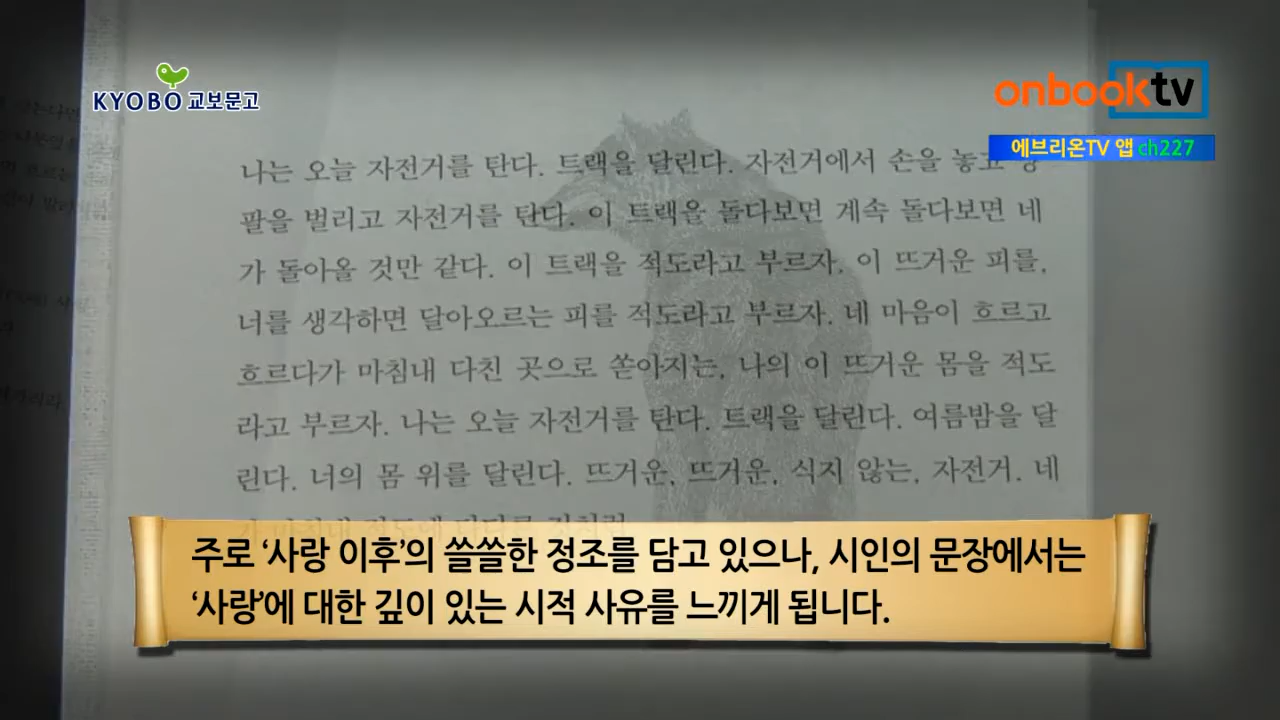 KYOBO 교보문고
onbooktv
에브리온TV 앱 ch227
나는 오늘 자전거를 탄다. 트랙을 달린다. 자전거에서 손을 놓고 양
팔을 벌리고 자전거를 탄다. 이 트랙을 돌다보면 계속 돌다보면 네
가 돌아올 것만 같다. 이 트랙을 적도라고 부르자. 이 뜨거운 피를,
너를 생각하면 달아오르는 피를 적도라고 부르자. 네 마음이 흐르고
흐르다가 마침내 다친 곳으로 쏟아지는, 나의 이 뜨거운 몸을 적도
라고 부르자. 나는 오늘 자전거를 탄다. 트랙을 달린다. 여름밤을 달
린다. 너의 몸 위를 달린다. 뜨거운, 뜨거운, 식지 않는, 자전거. 네
주로 ‘사랑 이후’의 쓸쓸한 정조를 담고 있으나, 시인의 문장에서는
‘사랑’에 대한 깊이 있는 시적 사유를 느끼게 됩니다.